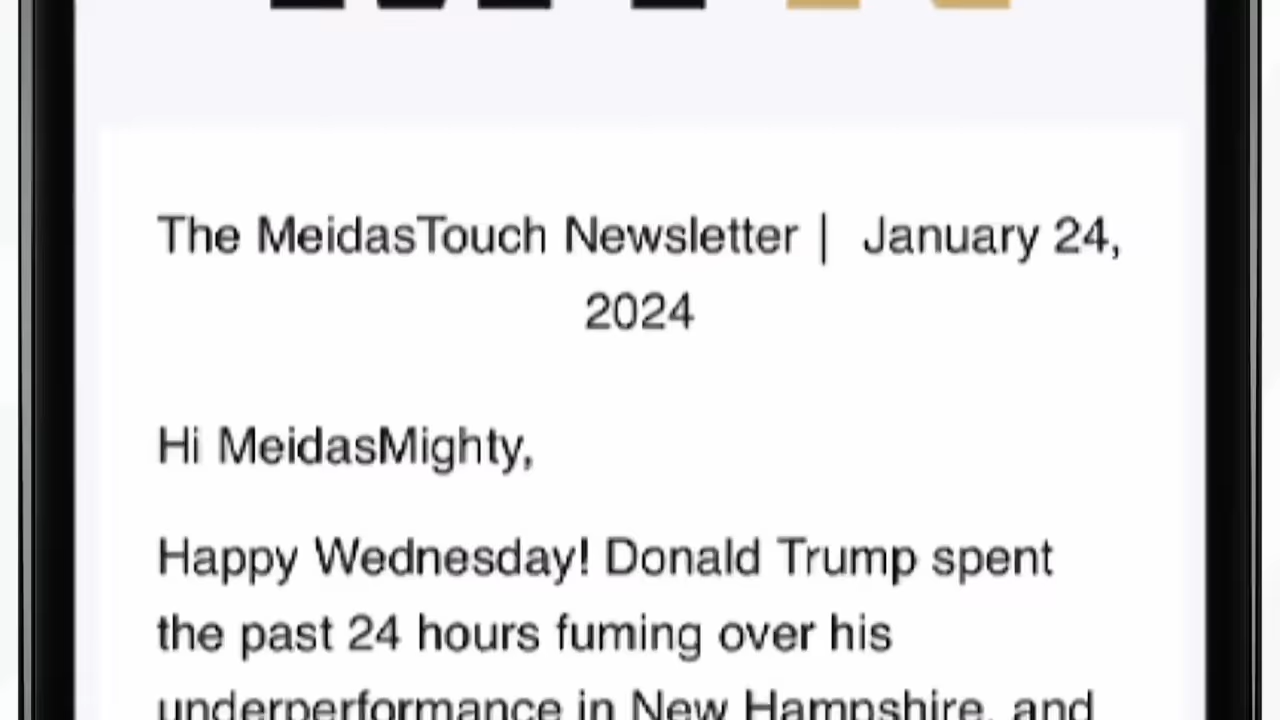 The MeidasTouch Newsletter | January 24,
2024
Hi MeidasMighty,
Happy Wednesday! Donald Trump spent
the past 24 hours fuming over his
underperformance in New Hampshire, and